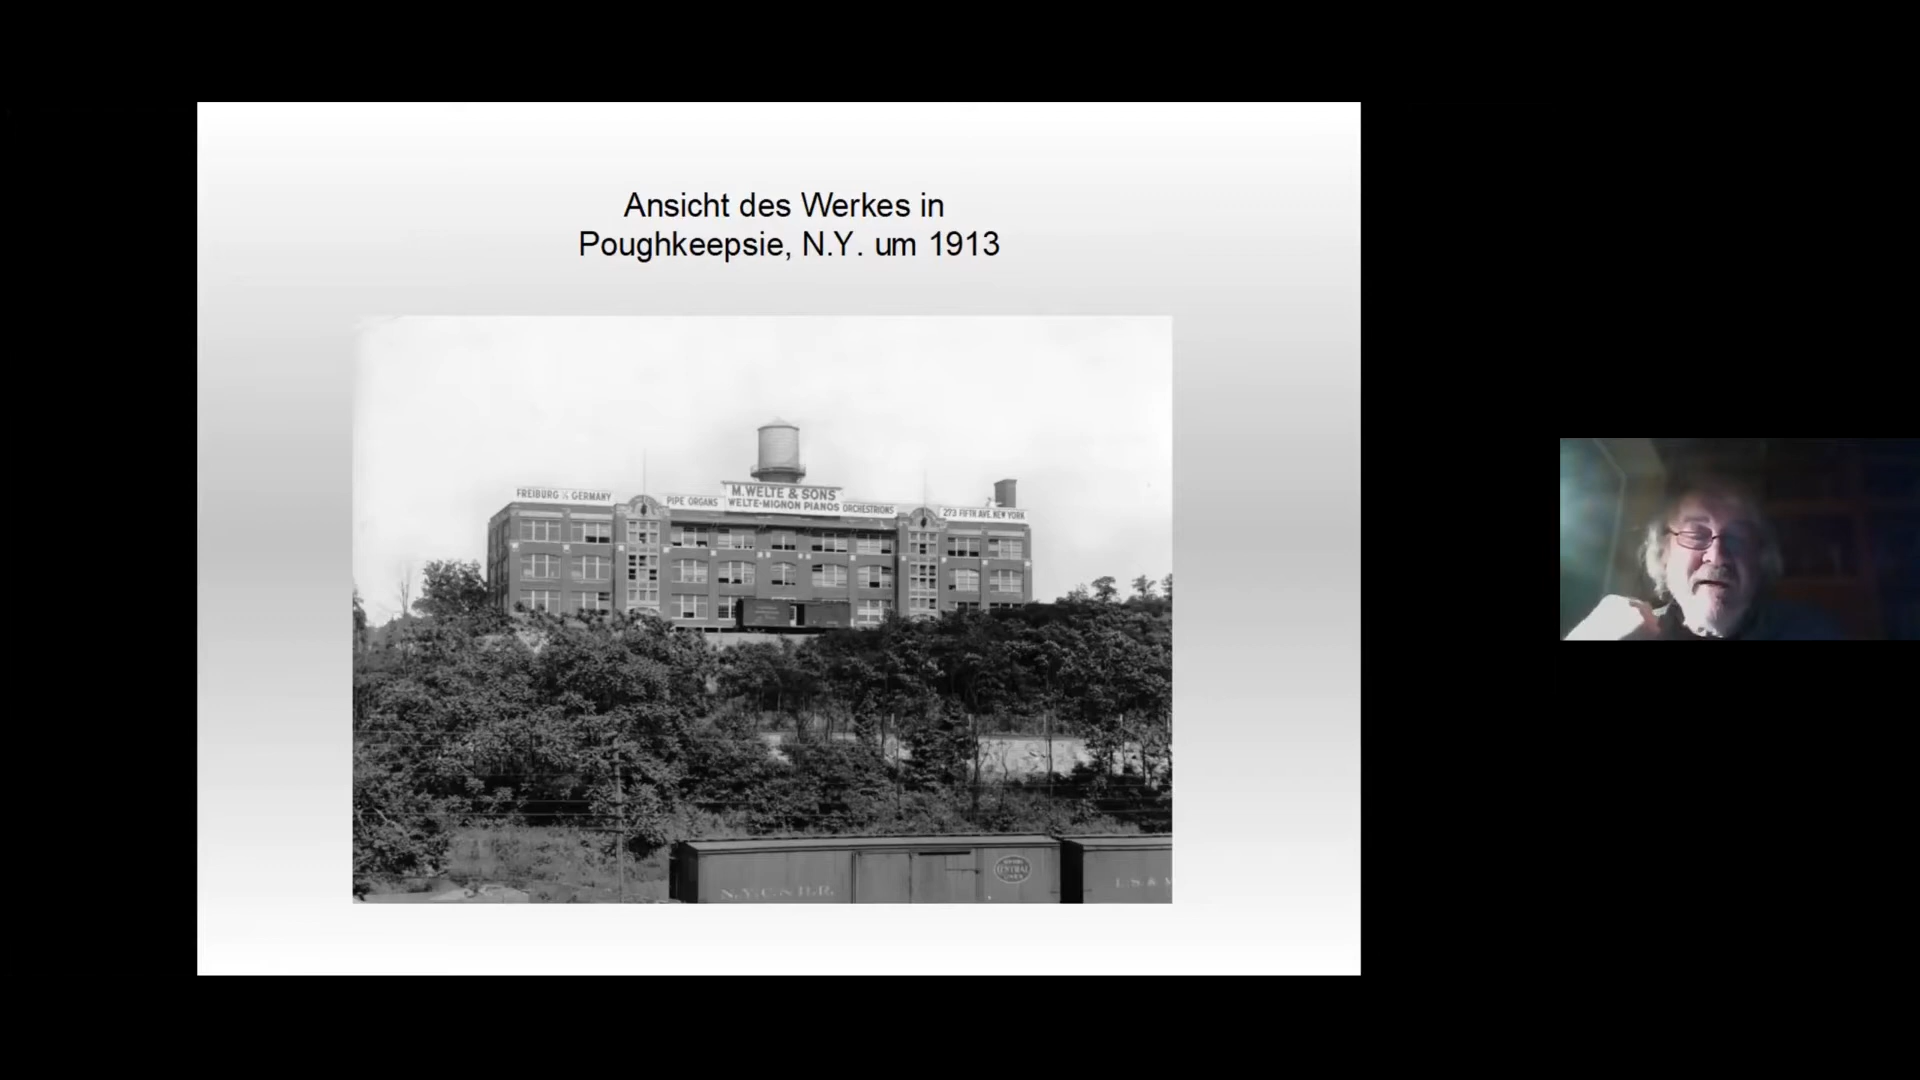 Ansicht des Werkes in
Poughkeepsie, N.Y. um 1913
FREIBURG i/B GERMANY
PIPE ORGANS
M. WELTE & SONS
WELTE-MIGNON PIANOS
ORCHESTRIONS
273 FIFTH AVE. NEW YORK
CENTRAL
N.Y.C. & H.R.
L.S. &